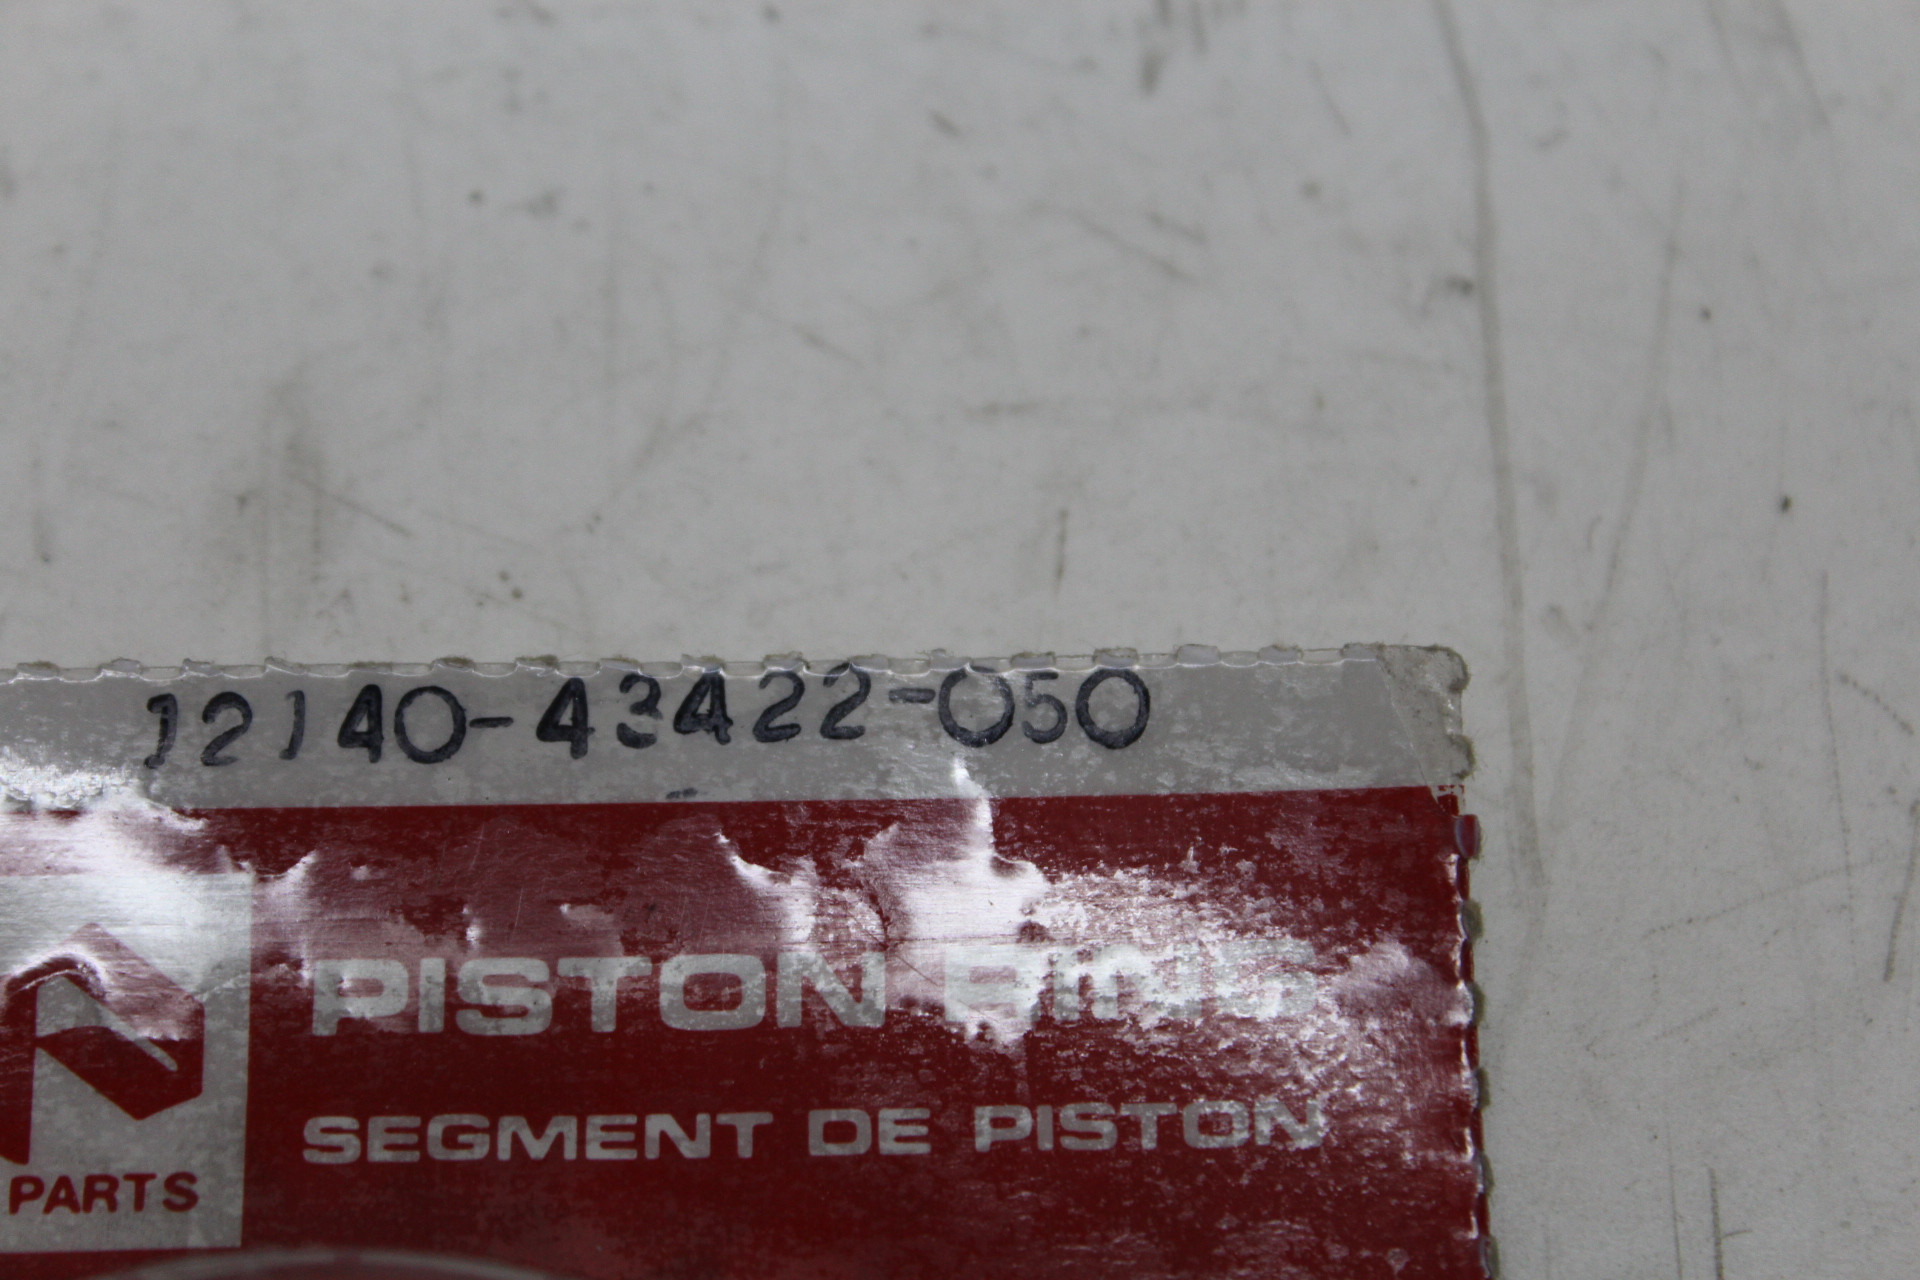 12140-43422-050
PISTON RINGS
SEGMENT DE PISTON
PARTS